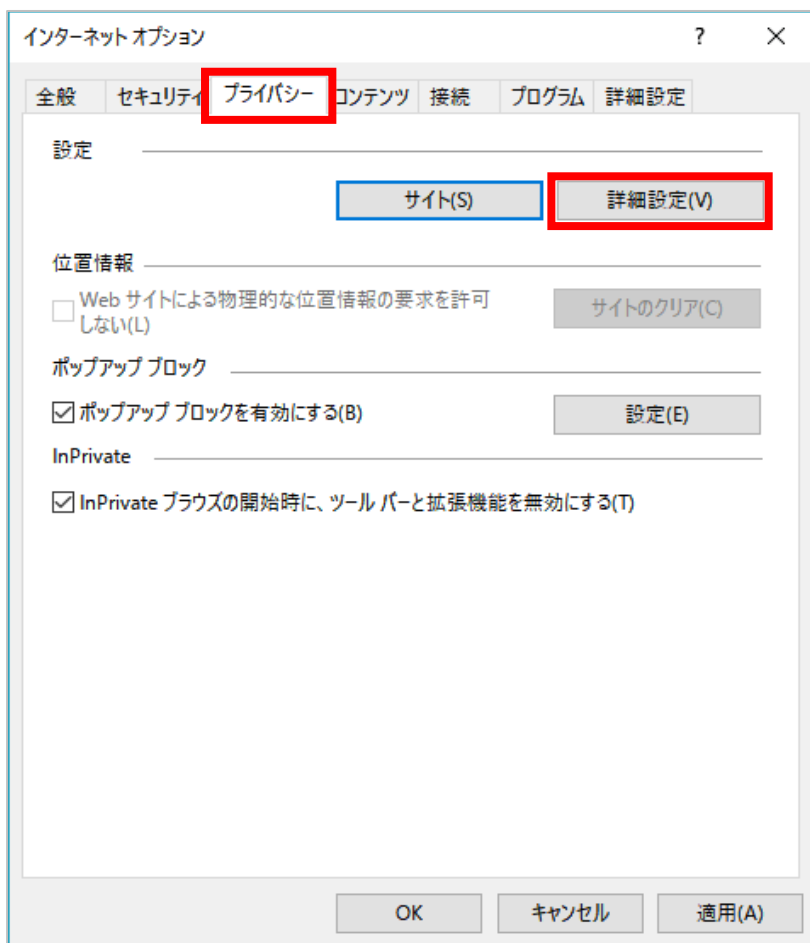 インターネット オプション
?
全般 セキュリティ プライバシー コンテンツ 接続 プログラム 詳細設定
設定
サイト(S) 詳細設定(V)
位置情報
Web サイトによる物理的な位置情報の要求を許可
しない(L)
サイトのクリア(C)
ポップアップ ブロック
ポップアップ ブロックを有効にする(B) 設定(E)
InPrivate
InPrivate ブラウズの開始時に、ツール バーと拡張機能を無効にする(T)
OK キャンセル 適用(A)